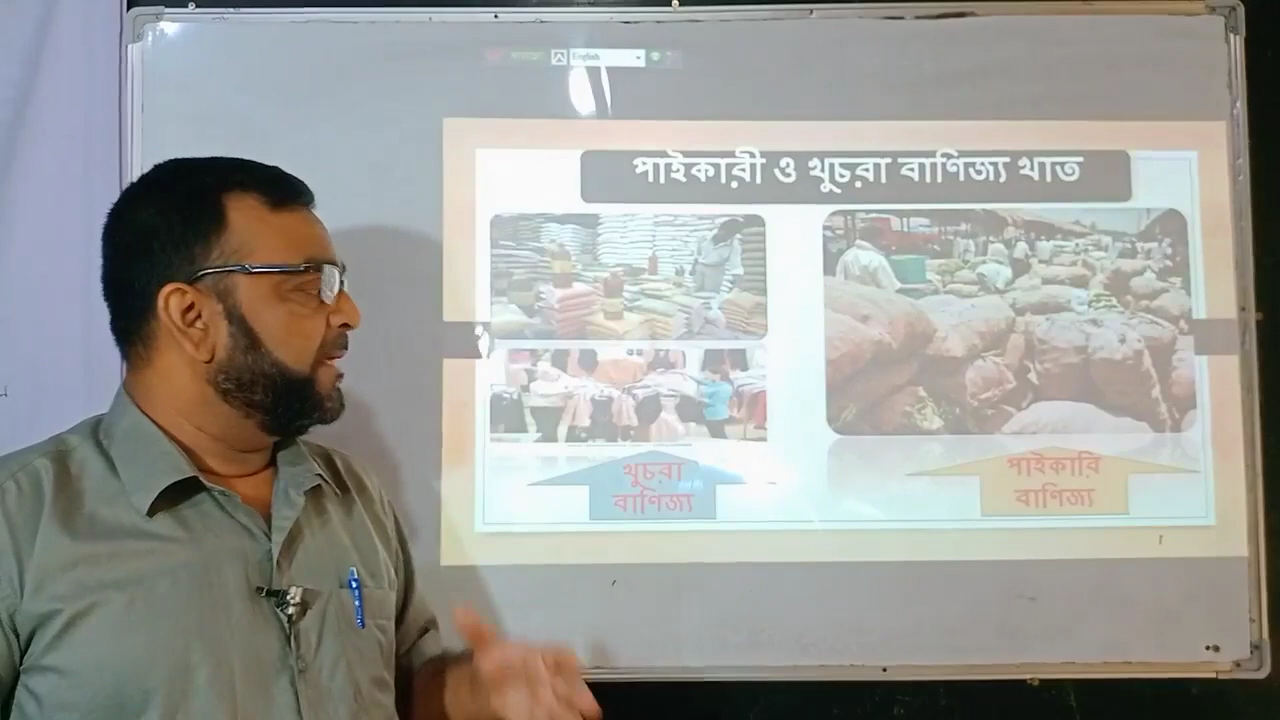 English
পাইকারী ও খুচরা বাণিজ্য খাত
খুচরা
বাণিজ্য
পাইকারি
বাণিজ্য